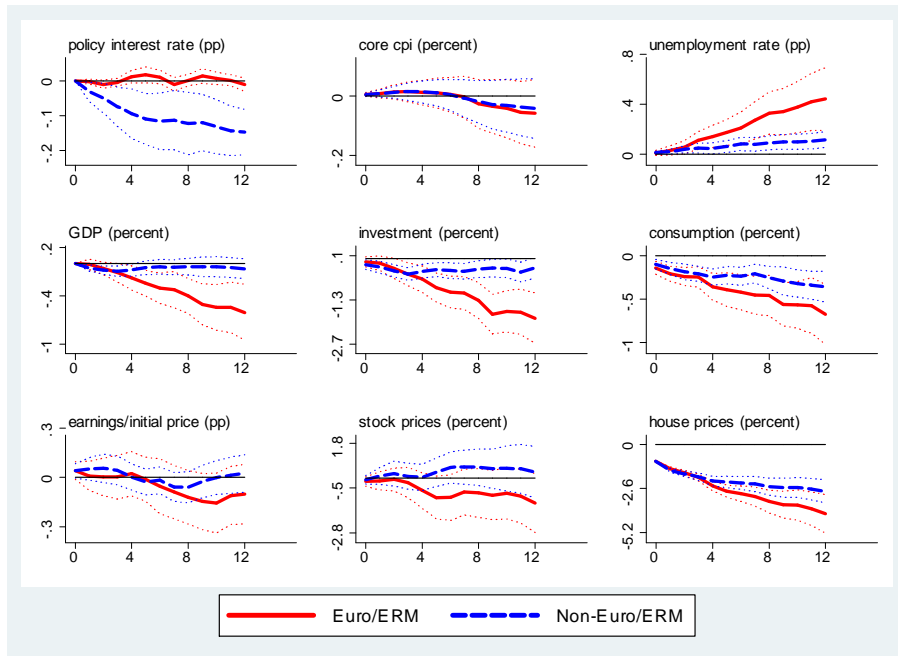 policy interest rate (pp)
0
-.1
-.2
0 4 8 12
core cpi (percent)
0
-.2
0 4 8 12
unemployment rate (pp)
.8
.4
0
0 4 8 12
GDP (percent)
.2
-.4
-1
0 4 8 12
investment (percent)
.1
-1.3
-2.7
0 4 8 12
consumption (percent)
0
-.5
-1
0 4 8 12
earnings/initial price (pp)
.3
0
-.3
0 4 8 12
stock prices (percent)
1.8
-.5
-2.8
0 4 8 12
house prices (percent)
0
-2.6
-5.2
0 4 8 12
Euro/ERM
Non-Euro/ERM